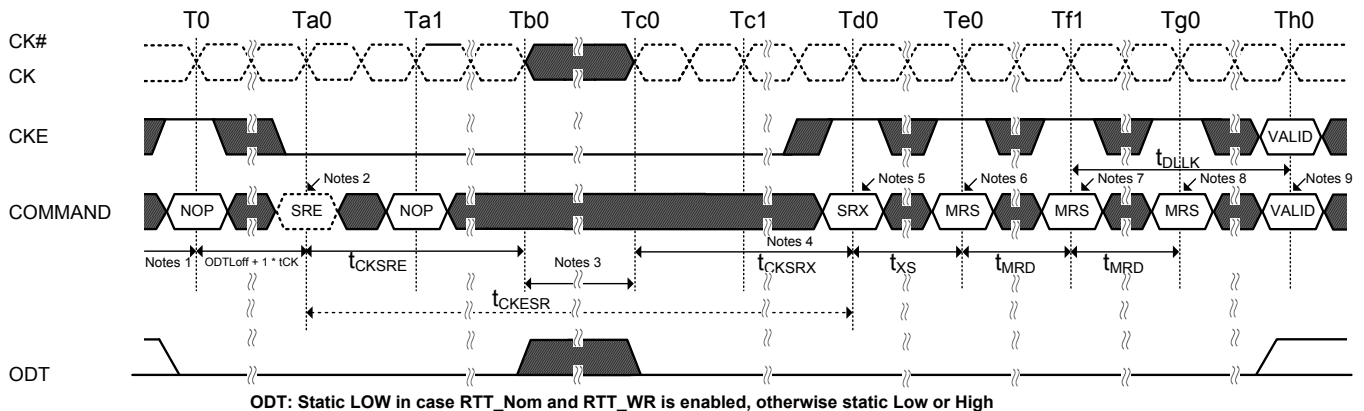 T0 Ta0 Ta1 Tb0 Tc0 Tc1 Td0 Te0 Tf1 Tg0 Th0
CK#
CK
CKE
VALID
tDLLK
Notes 2 Notes 5 Notes 6 Notes 7 Notes 8 Notes 9
COMMAND
NOP SRE NOP SRX MRS MRS MRS VALID
Notes 1 ODTLoff + 1 * tCK tCKSRE Notes 3 Notes 4 tCKSRX tXS tMRD tMRD
tCKESR
ODT
ODT: Static LOW in case RTT_Nom and RTT_WR is enabled, otherwise static Low or High